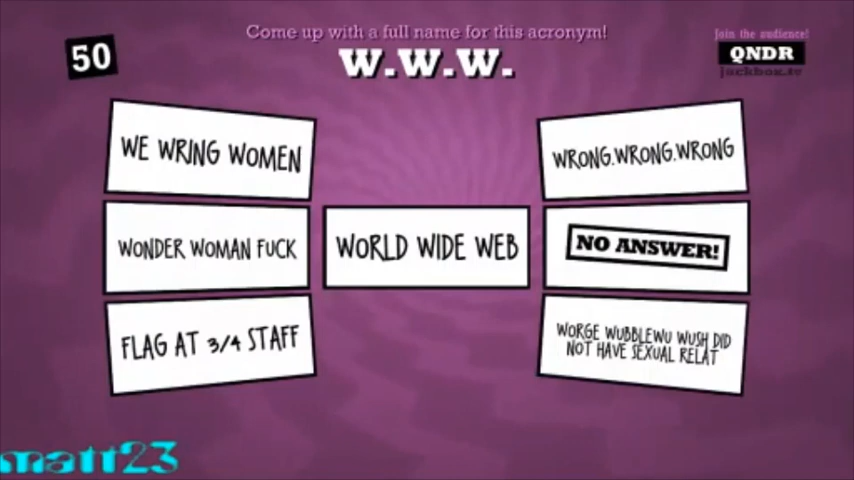 Come up with a full name for this acronym!
W.W.W.
50
join the audience!
QNDR
jackbox.tv
WE WRING WOMEN
WRONG.WRONG.WRONG
WONDER WOMAN FUCK
WORLD WIDE WEB
NO ANSWER!
FLAG AT 3/4 STAFF
WORGE WUBBLEWU WUSH DID
NOT HAVE SEXUAL RELAT
matt23